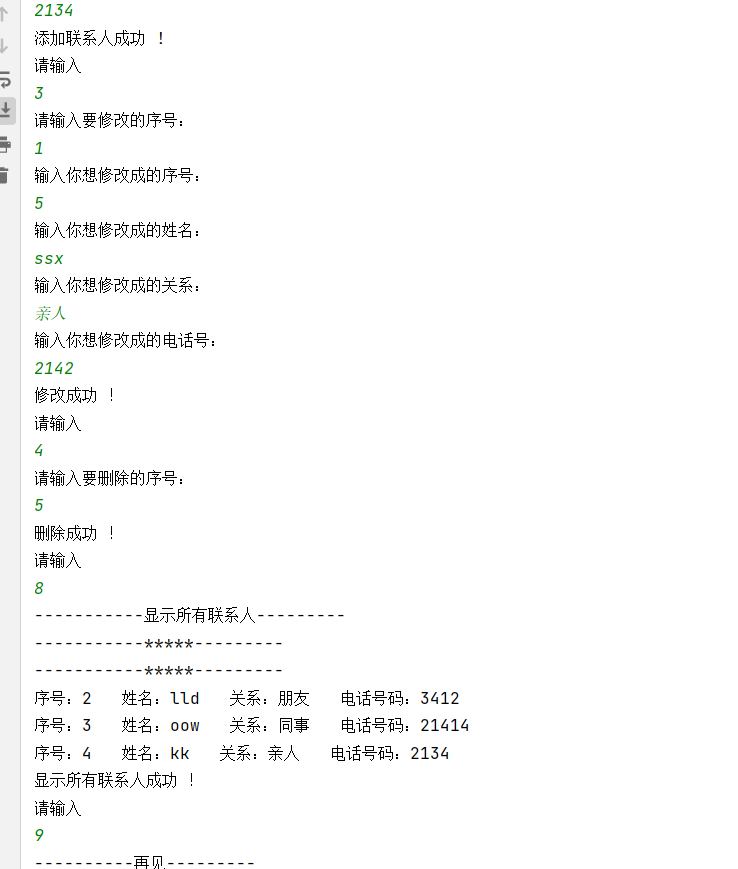 2134
添加联系人成功 !
请输入
3
请输入要修改的序号:
1
输入你想修改成的序号:
5
输入你想修改成的姓名:
ssx
输入你想修改成的关系:
亲人
输入你想修改成的电话号:
2142
修改成功 !
请输入
4
请输入要删除的序号:
5
删除成功 !
请输入
8
-----------显示所有联系人---------
-----------*****---------
-----------*****---------
序号:2   姓名:lld   关系:朋友   电话号码:3412
序号:3   姓名:oow   关系:同事   电话号码:21414
序号:4   姓名:kk   关系:亲人   电话号码:2134
显示所有联系人成功 !
请输入
9
----------再见---------